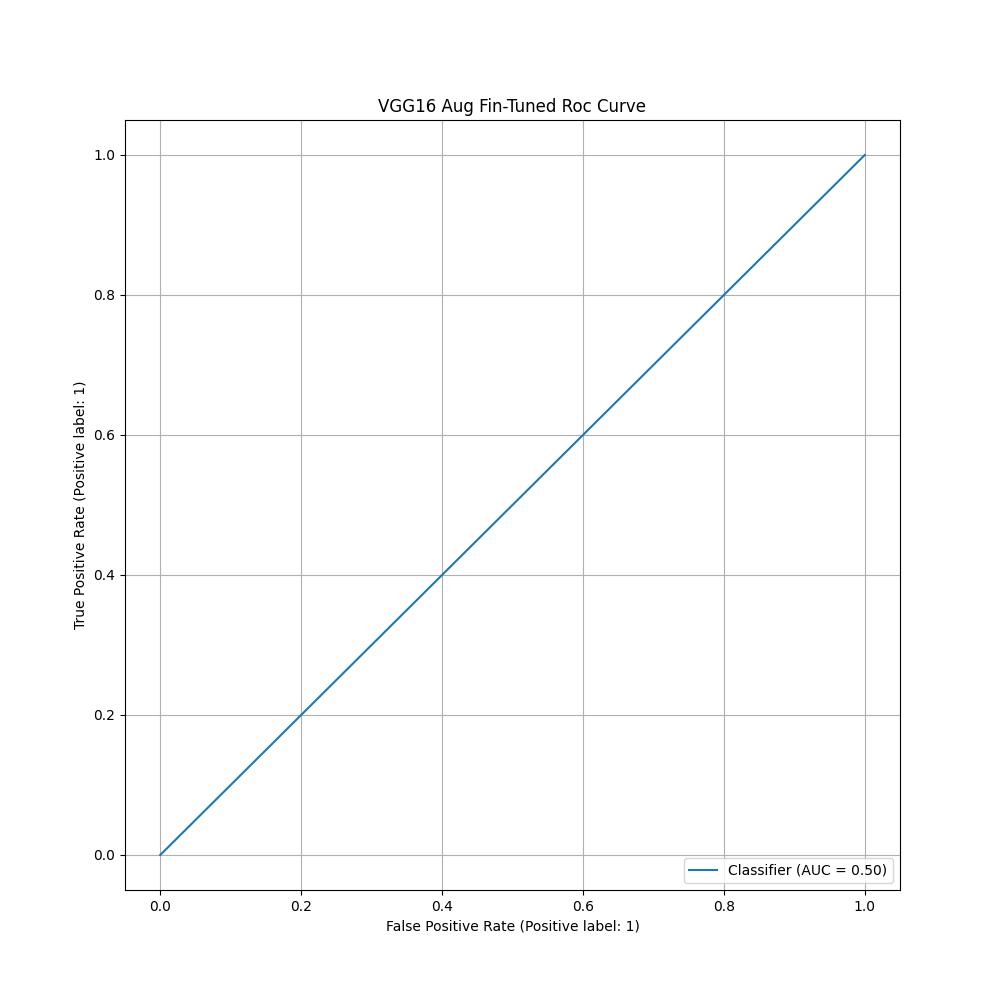 VGG16 Aug Fin-Tuned Roc Curve
1.0
0.8
0.6
0.4
0.2
0.0
True Positive Rate (Positive label: 1)
Classifier (AUC = 0.50)
0.0 0.2 0.4 0.6 0.8 1.0
False Positive Rate (Positive label: 1)